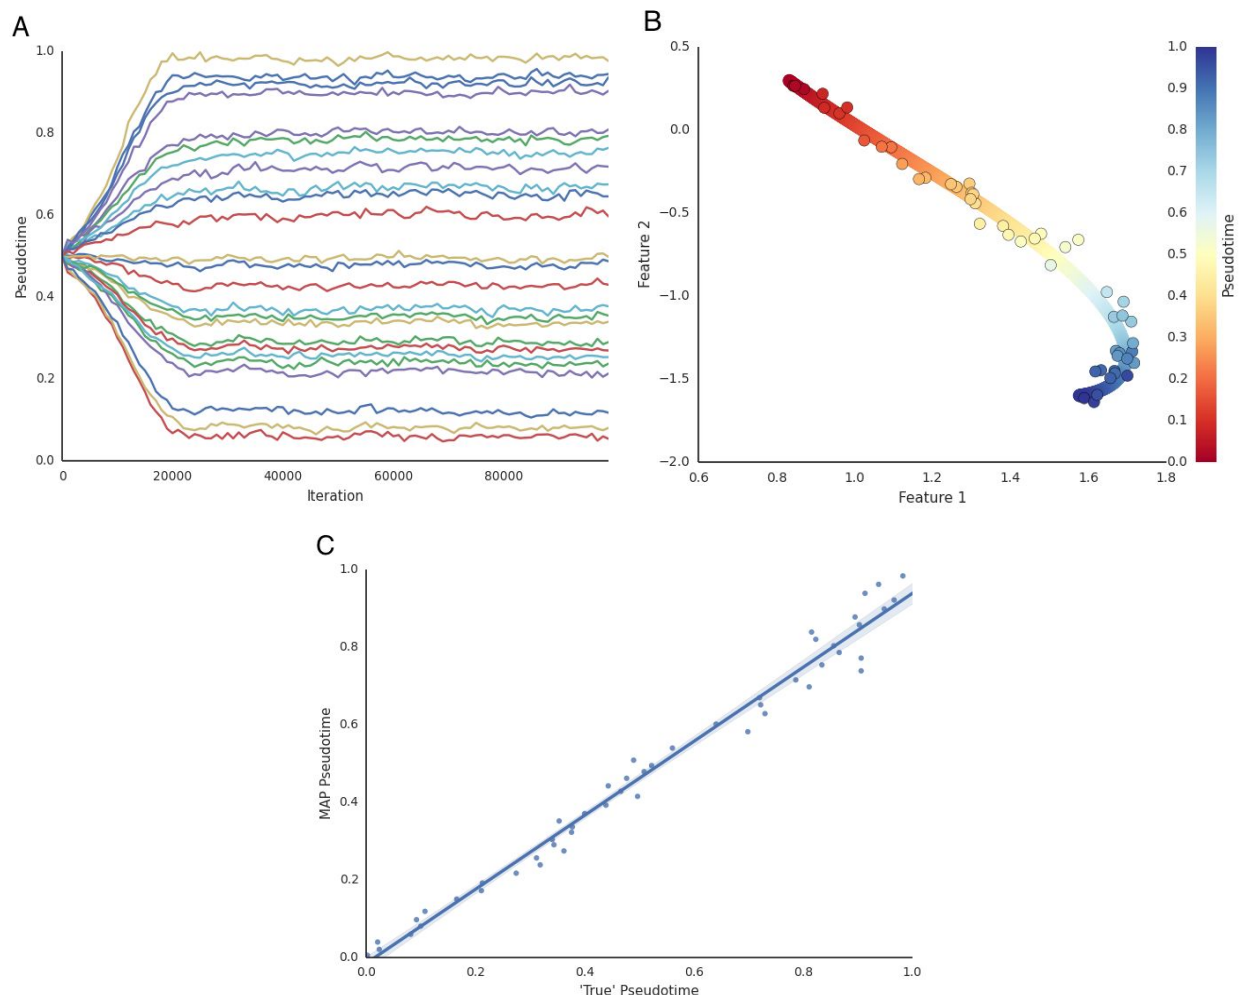 A
1.0
0.8
0.6
0.4
0.2
0.0
Pseudotime
0 20000 40000 60000 80000
Iteration
B
0.5
0.0
−0.5
−1.0
−1.5
−2.0
Feature 2
0.6 0.8 1.0 1.2 1.4 1.6 1.8
Feature 1
1.0
0.9
0.8
0.7
0.6
0.5
0.4
0.3
0.2
0.1
0.0
Pseudotime
C
1.0
0.8
0.6
0.4
0.2
0.0
MAP Pseudotime
0.0 0.2 0.4 0.6 0.8 1.0
'True' Pseudotime